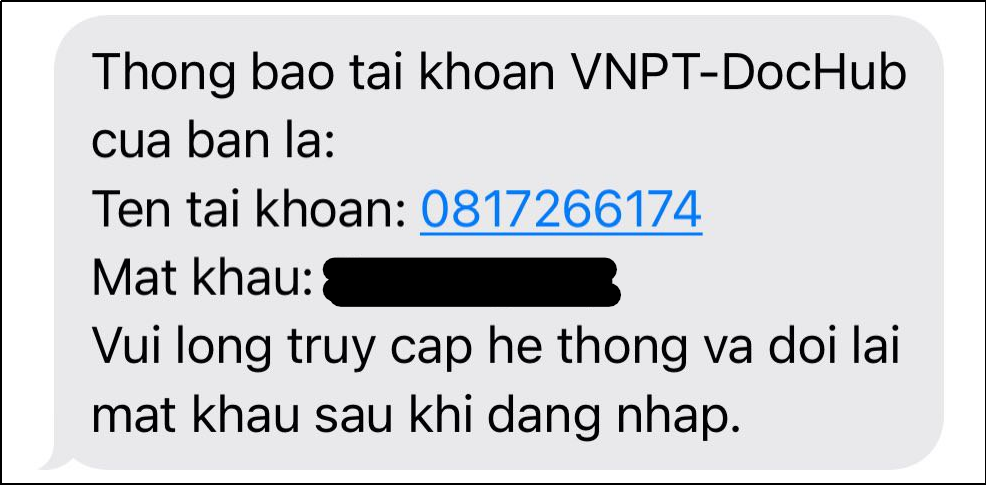 Thong bao tai khoan VNPT-DocHub
cua ban la:
Ten tai khoan: 0817266174
Mat khau:
Vui long truy cap he thong va doi lai
mat khau sau khi dang nhap.